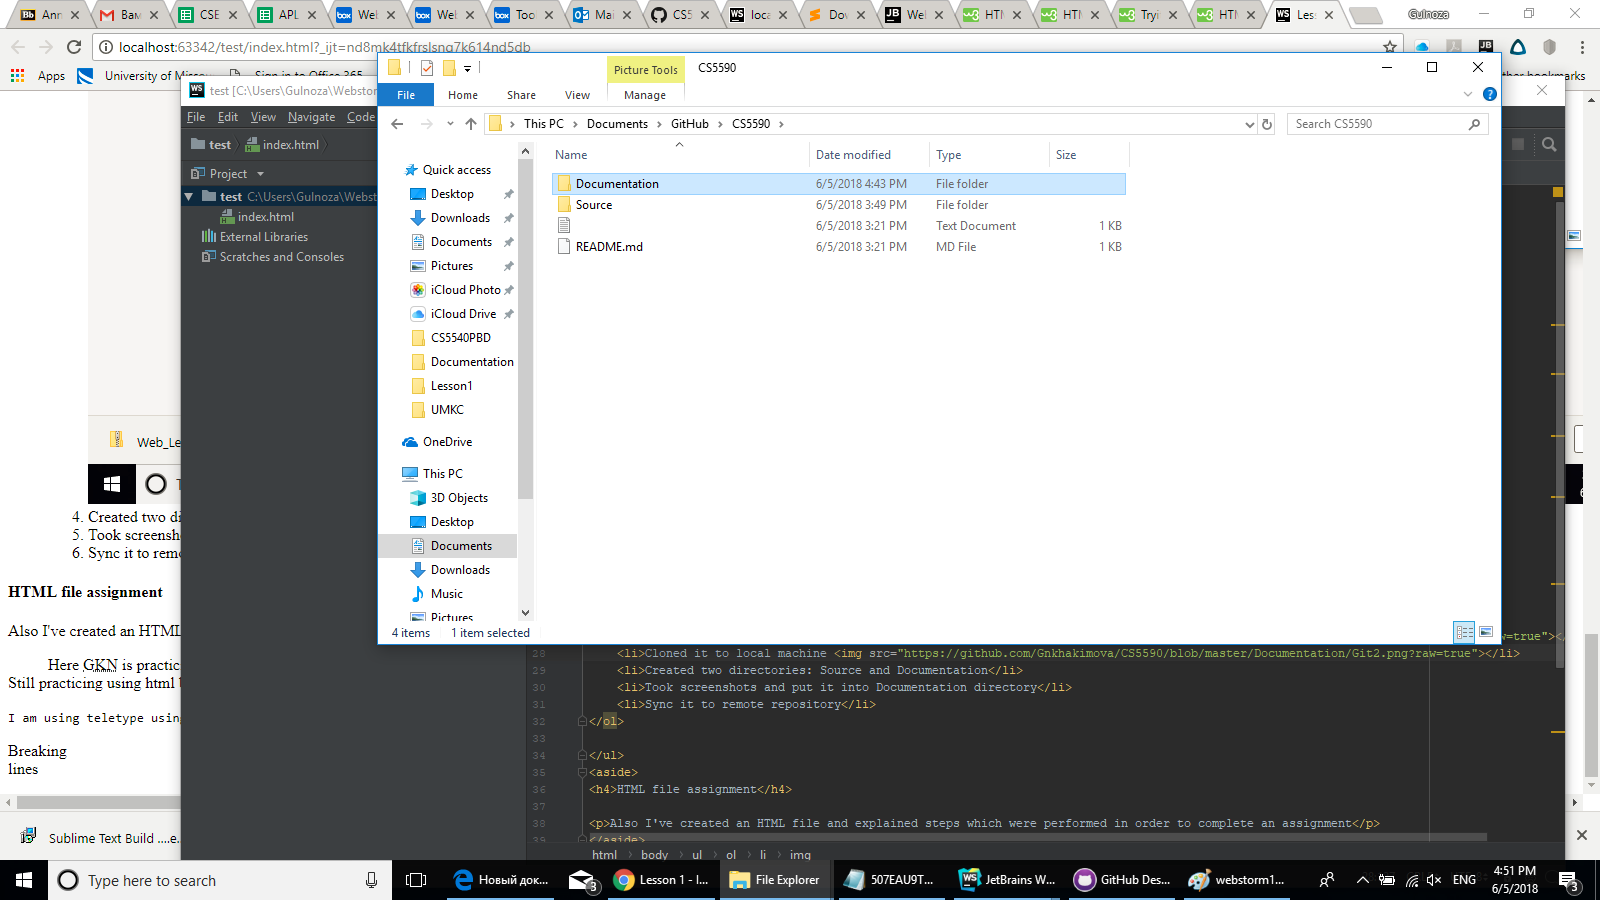 Ann
Вам
CSE
APL
Wel
Wel
Too
Mai
CS5
loca
Dov
Wel
HTM
HTM
Tryi
HTM
Les
Gulnoza
localhost:63342/test/index.html?_ijt=nd8mk4tfkfrslsnq7k614nd5db
Apps
University of Misso
Sign in to Office 365
ther bookmarks
test [C:\Users\Gulnoza\Webstor
File Edit View Navigate Code
test index.html
Project
test C:\Users\Gulnoza\Webst
index.html
External Libraries
Scratches and Consoles
Picture Tools
CS5590
File Home Share View Manage
This PC > Documents > GitHub > CS5590 >
Search CS5590
Name Date modified Type Size
Documentation 6/5/2018 4:43 PM File folder
Source 6/5/2018 3:49 PM File folder
6/5/2018 3:21 PM Text Document 1 KB
README.md 6/5/2018 3:21 PM MD File 1 KB
Quick access
Desktop
Downloads
Documents
Pictures
iCloud Photo
iCloud Drive
CS5540PBD
Documentation
Lesson1
UMKC
OneDrive
This PC
3D Objects
Desktop
Documents
Downloads
Music
Pictures
4 items 1 item selected
Web_Le
4. Created two di
5. Took screensh
6. Sync it to remo
HTML file assignment
Also I've created an HTML
Here GKN is practic
Still practicing using html
I am using teletype using
Breaking
lines
w=true"></
28 <li>Cloned it to local machine <img src="https://github.com/Gnkhakimova/CS5590/blob/master/Documentation/Git2.png?raw=true"></li>
29 <li>Created two directories: Source and Documentation</li>
30 <li>Took screenshots and put it into Documentation directory</li>
31 <li>Sync it to remote repository</li>
32 </ol>
33
34 </ul>
35 <aside>
36 <h4>HTML file assignment</h4>
37
38 <p>Also I've created an HTML file and explained steps which were performed in order to complete an assignment</p>
39 </aside>
html > body > ul > ol > li > img
Sublime Text Build ....e
Type here to search
3
Новый док...
Lesson 1 - I...
File Explorer
507EAU9T...
JetBrains W...
GitHub Des...
webstorm1...
ENG
4:51 PM
6/5/2018
3